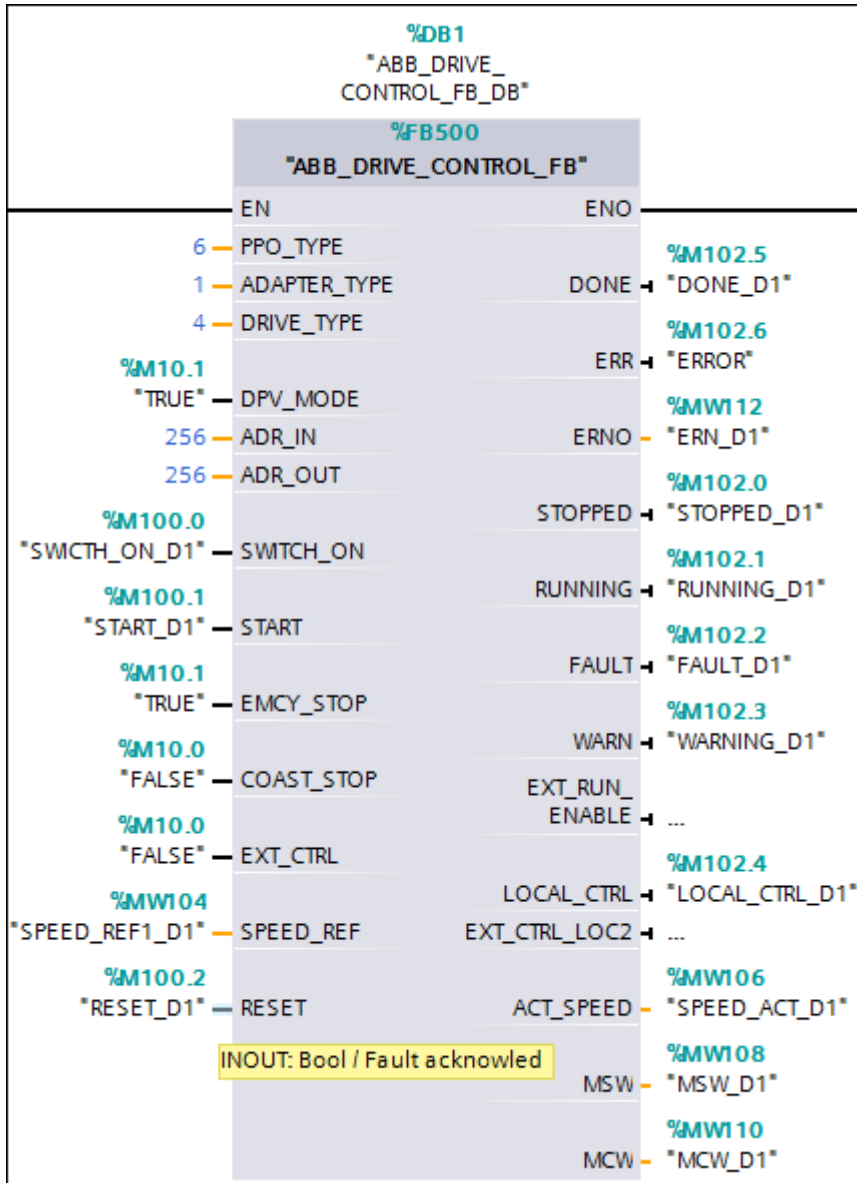 %DB1
"ABB_DRIVE_
CONTROL_FB_DB"
%FB500
"ABB_DRIVE_CONTROL_FB"
EN ENO
6 PPO_TYPE
%M102.5
1 ADAPTER_TYPE DONE "DONE_D1"
4 DRIVE_TYPE
%M102.6
ERR "ERROR"
%M10.1
"TRUE" DPV_MODE
%MW112
256 ADR_IN ERNO "ERN_D1"
256 ADR_OUT
%M102.0
STOPPED "STOPPED_D1"
%M100.0
"SWICTH_ON_D1" SWITCH_ON
%M102.1
RUNNING "RUNNING_D1"
%M100.1
"START_D1" START
%M102.2
FAULT "FAULT_D1"
%M10.1
"TRUE" EMCY_STOP
%M102.3
WARN "WARNING_D1"
%M10.0
"FALSE" COAST_STOP
EXT_RUN_
ENABLE ...
%M10.0
"FALSE" EXT_CTRL
%M102.4
LOCAL_CTRL "LOCAL_CTRL_D1"
%MW104
"SPEED_REF1_D1" SPEED_REF EXT_CTRL_LOC2 ...
%M100.2 %MW106
"RESET_D1" RESET ACT_SPEED "SPEED_ACT_D1"
INOUT: Bool / Fault acknowled
%MW108
MSW "MSW_D1"
%MW110
MCW "MCW_D1"